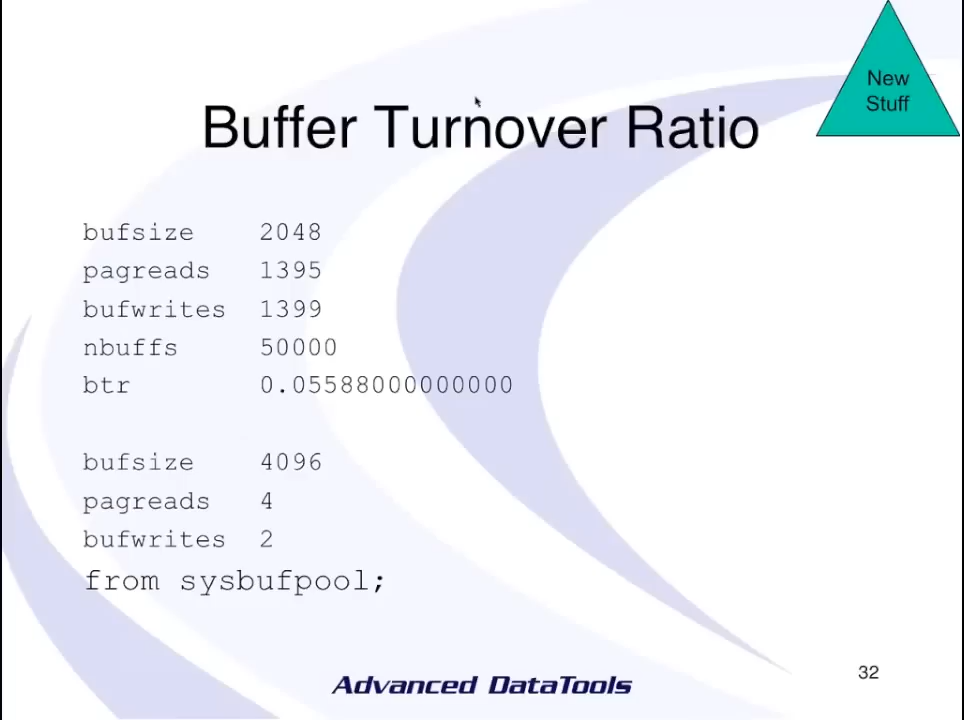 New
Stuff
Buffer Turnover Ratio
bufsize 2048
pagreads 1395
bufwrites 1399
nbuffs 50000
btr 0.05588000000000
bufsize 4096
pagreads 4
bufwrites 2
from sysbufpool;
Advanced DataTools
32